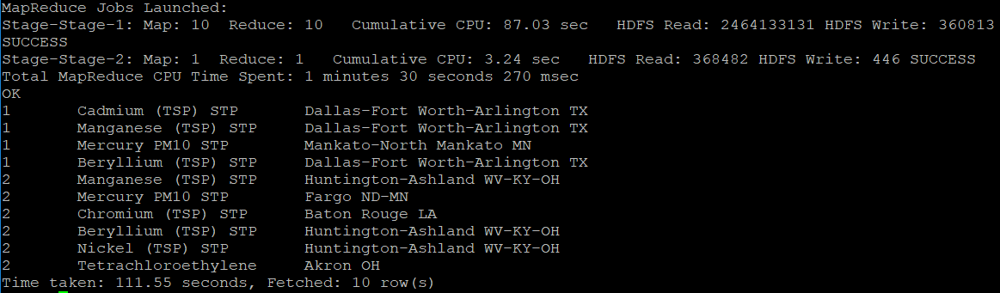 MapReduce Jobs Launched:
Stage-Stage-1: Map: 10  Reduce: 10   Cumulative CPU: 87.03 sec   HDFS Read: 2464133131 HDFS Write: 360813
SUCCESS
Stage-Stage-2: Map: 1  Reduce: 1   Cumulative CPU: 3.24 sec   HDFS Read: 368482 HDFS Write: 446 SUCCESS
Total MapReduce CPU Time Spent: 1 minutes 30 seconds 270 msec
OK
1       Cadmium (TSP) STP       Dallas-Fort Worth-Arlington TX
1       Manganese (TSP) STP     Dallas-Fort Worth-Arlington TX
1       Mercury PM10 STP        Mankato-North Mankato MN
1       Beryllium (TSP) STP     Dallas-Fort Worth-Arlington TX
2       Manganese (TSP) STP     Huntington-Ashland WV-KY-OH
2       Mercury PM10 STP        Fargo ND-MN
2       Chromium (TSP) STP      Baton Rouge LA
2       Beryllium (TSP) STP     Huntington-Ashland WV-KY-OH
2       Nickel (TSP) STP        Huntington-Ashland WV-KY-OH
2       Tetrachloroethylene     Akron OH
Time taken: 111.55 seconds, Fetched: 10 row(s)